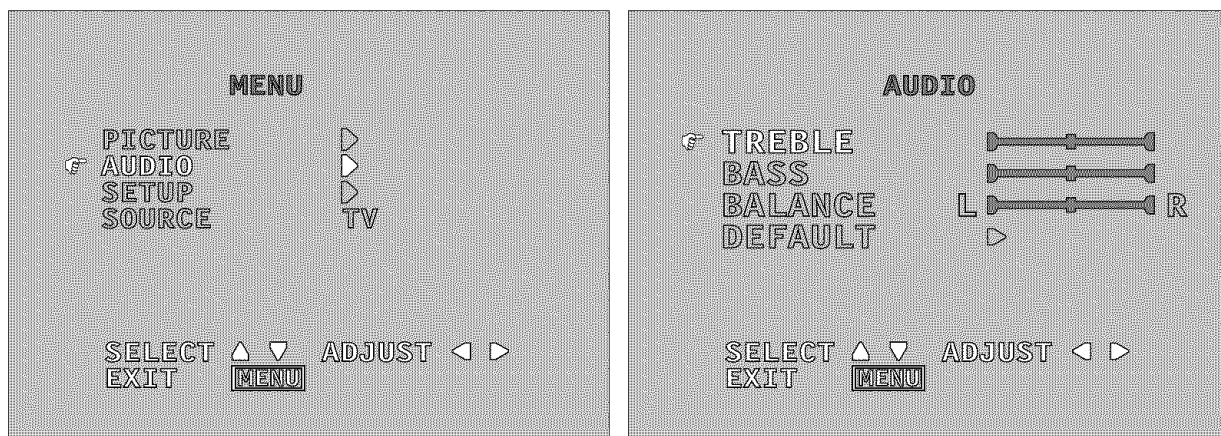 MENU
PICTURE
AUDIO
SETUP
SOURCE TV
SELECT ADJUST
EXIT MENU
AUDIO
TREBLE
BASS
BALANCE L R
DEFAULT
SELECT ADJUST
EXIT MENU